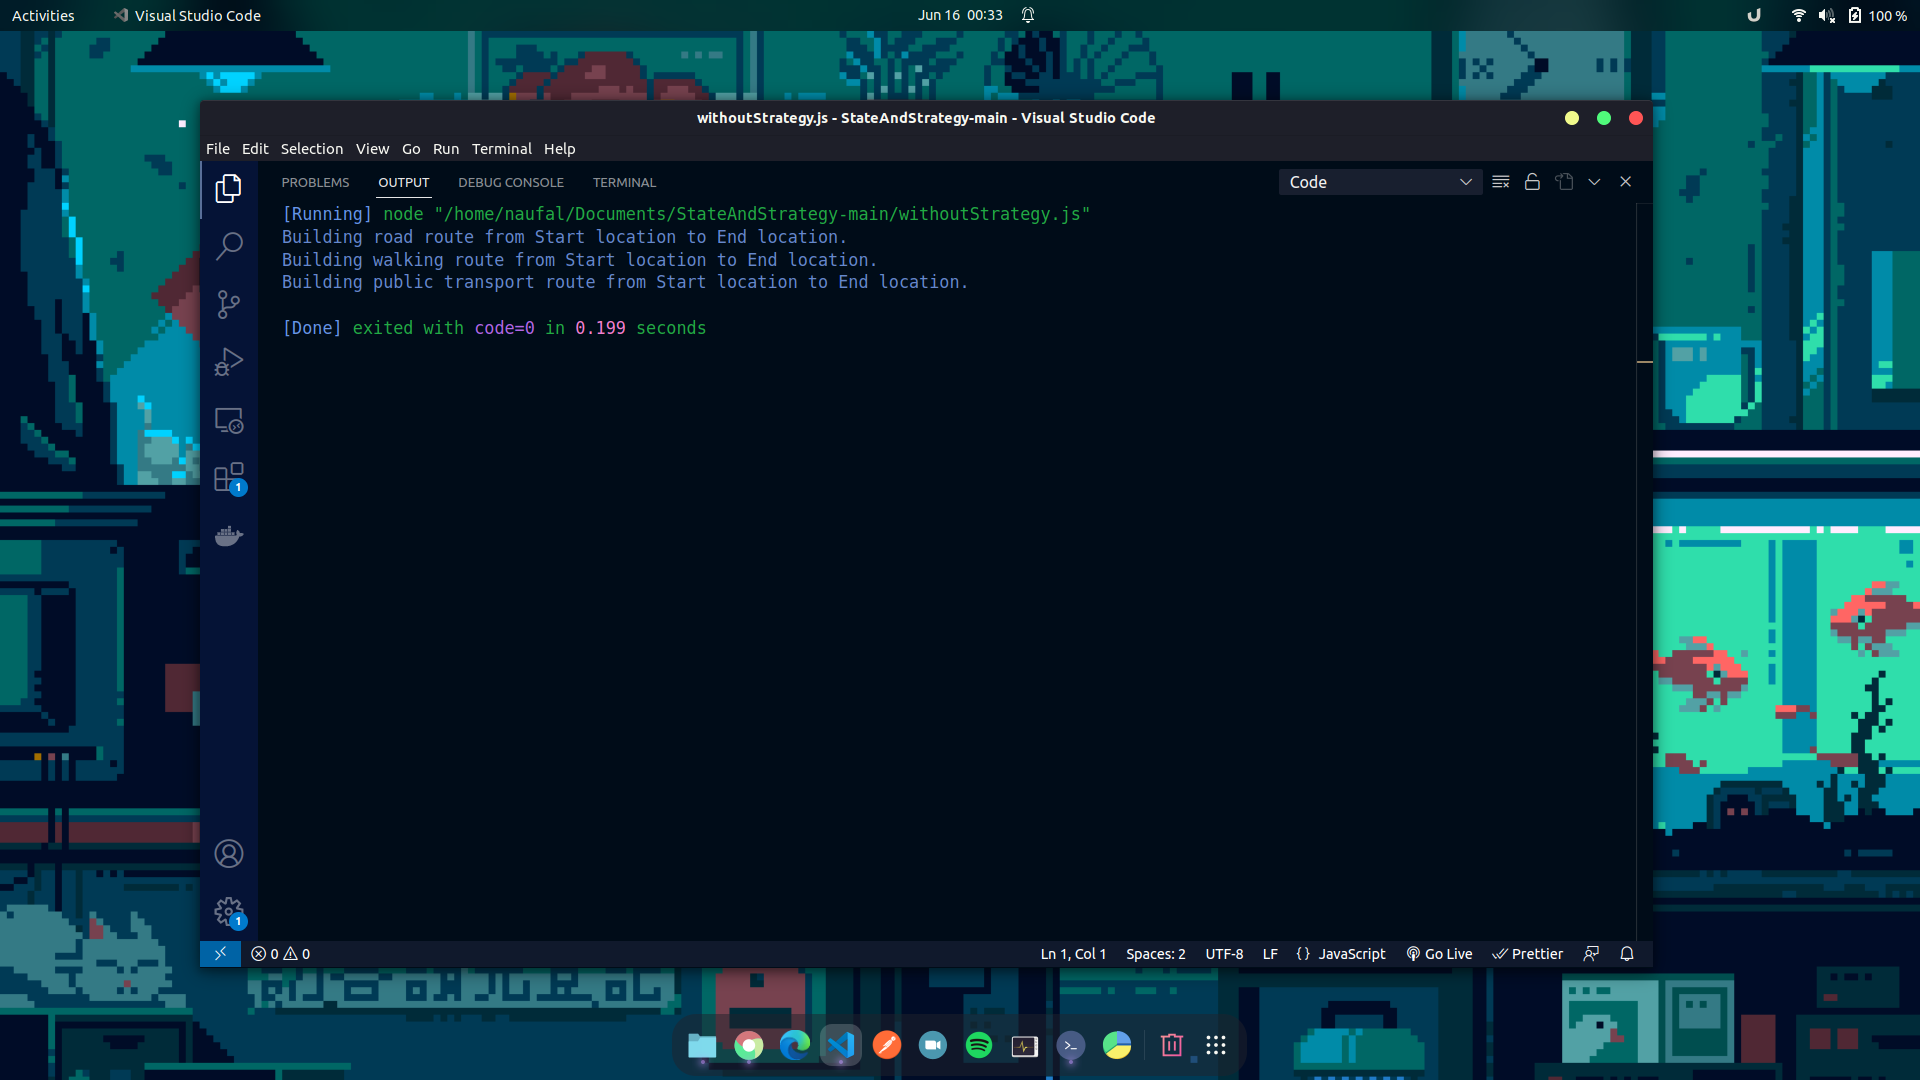 Activities
Visual Studio Code
Jun 16 00:33
100 %
withoutStrategy.js - StateAndStrategy-main - Visual Studio Code
File Edit Selection View Go Run Terminal Help
PROBLEMS OUTPUT DEBUG CONSOLE TERMINAL
Code
[Running] node "/home/naufal/Documents/StateAndStrategy-main/withoutStrategy.js"
Building road route from Start location to End location.
Building walking route from Start location to End location.
Building public transport route from Start location to End location.
[Done] exited with code=0 in 0.199 seconds
1
1
0 0
Ln 1, Col 1 Spaces: 2 UTF-8 LF {} JavaScript Go Live Prettier